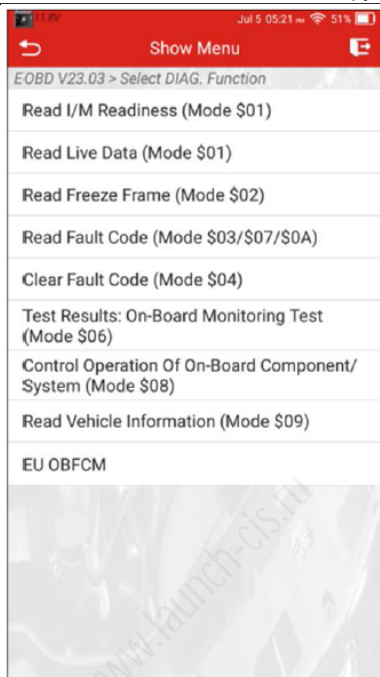 11.8V
Jul 5 05:21 51%
Show Menu
EOBD V23.03 > Select DIAG. Function
Read I/M Readiness (Mode $01)
Read Live Data (Mode $01)
Read Freeze Frame (Mode $02)
Read Fault Code (Mode $03/$07/$0A)
Clear Fault Code (Mode $04)
Test Results: On-Board Monitoring Test
(Mode $06)
Control Operation Of On-Board Component/
System (Mode $08)
Read Vehicle Information (Mode $09)
EU OBFCM
www.launch-cis.ru